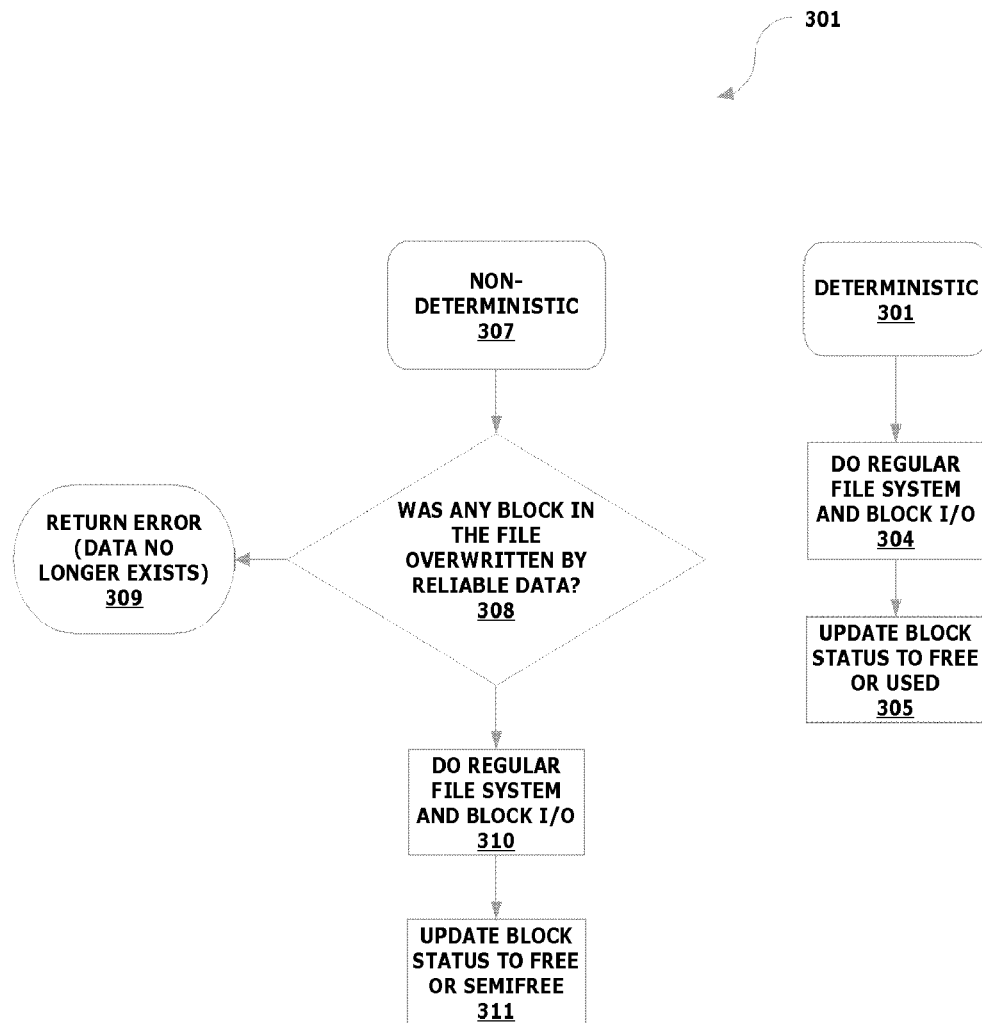 301
NON-
DETERMINISTIC
307
DETERMINISTIC
301
WAS ANY BLOCK IN
THE FILE
OVERWRITTEN BY
RELIABLE DATA?
308
RETURN ERROR
(DATA NO
LONGER EXISTS)
309
DO REGULAR
FILE SYSTEM
AND BLOCK I/O
304
UPDATE BLOCK
STATUS TO FREE
OR USED
305
DO REGULAR
FILE SYSTEM
AND BLOCK I/O
310
UPDATE BLOCK
STATUS TO FREE
OR SEMIFREE
311